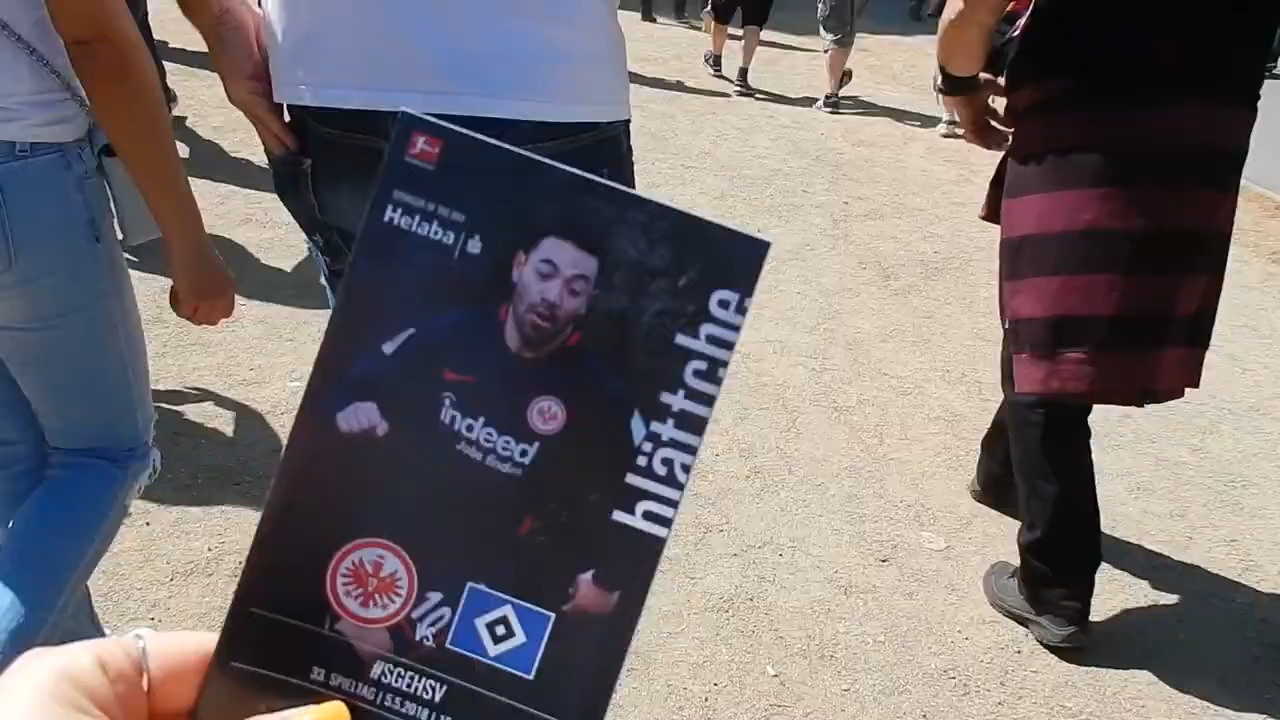 SPONSOR OF THE DAY
Helaba
blättche
indeed
Jobs finden
10
VS.
#SGEHSV
33. SPIELTAG | 5.5.2018 |